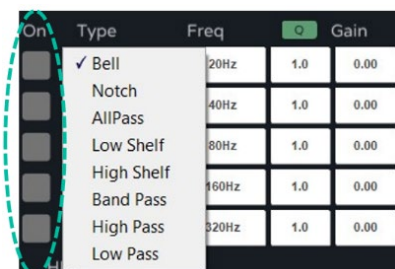 On Type Freq Q Gain
✓ Bell 20Hz 1.0 0.00
Notch
AllPass 40Hz 1.0 0.00
Low Shelf 80Hz 1.0 0.00
High Shelf
Band Pass 160Hz 1.0 0.00
High Pass 320Hz 1.0 0.00
Low Pass